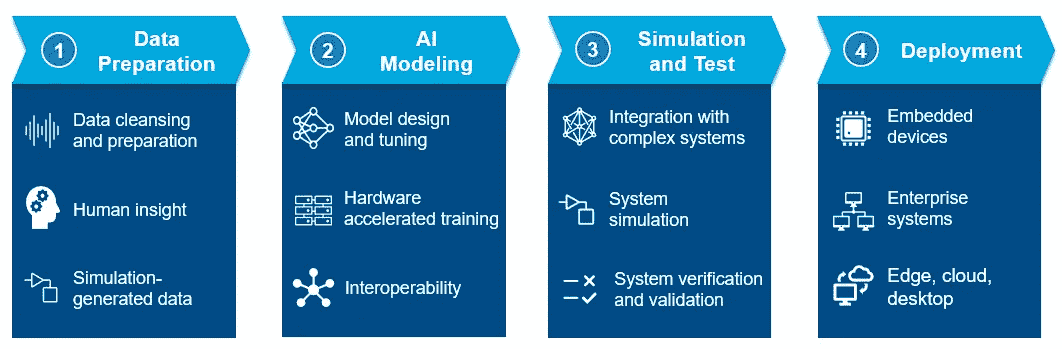 1
Data
Preparation
Data cleansing
and preparation
Human insight
Simulation-
generated data
2
AI
Modeling
Model design
and tuning
Hardware
accelerated training
Interoperability
3
Simulation
and Test
Integration with
complex systems
System
simulation
System verification
and validation
4
Deployment
Embedded
devices
Enterprise
systems
Edge, cloud,
desktop